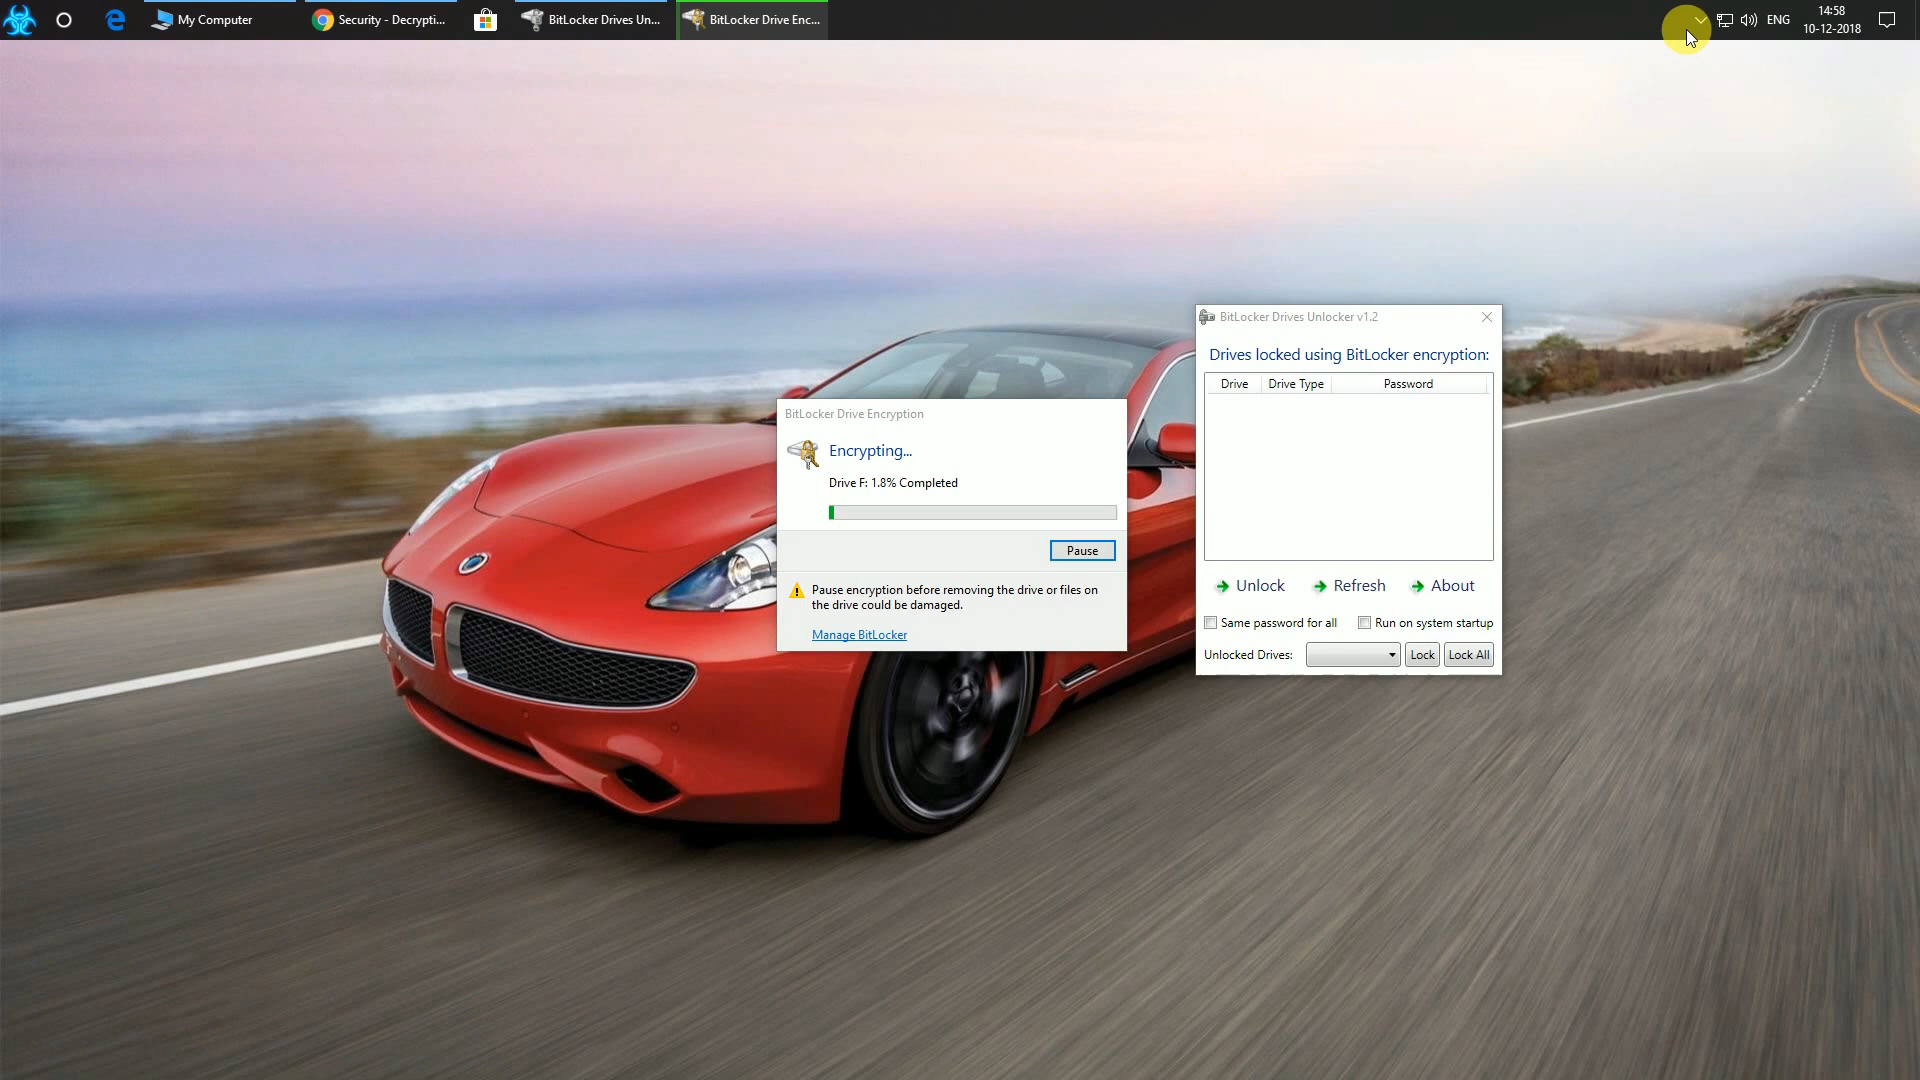 My Computer
Security - Decrypti...
BitLocker Drives Un...
BitLocker Drive Enc...
ENG
14:58
10-12-2018
BitLocker Drives Unlocker v1.2
Drives locked using BitLocker encryption:
Drive Drive Type Password
BitLocker Drive Encryption
Encrypting...
Drive F: 1.8% Completed
Pause
Pause encryption before removing the drive or files on
the drive could be damaged.
Manage BitLocker
Unlock Refresh About
Same password for all Run on system startup
Unlocked Drives: Lock Lock All